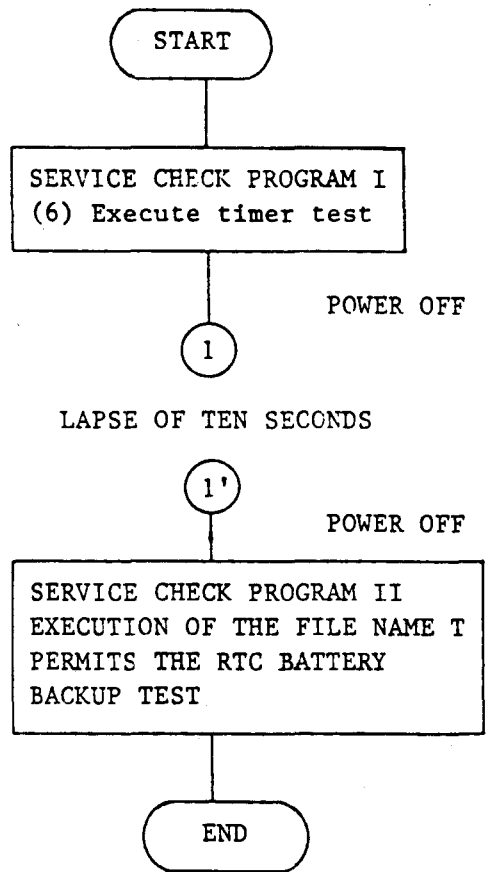 START
SERVICE CHECK PROGRAM I
(6) Execute timer test
POWER OFF
1
LAPSE OF TEN SECONDS
1'
POWER OFF
SERVICE CHECK PROGRAM II
EXECUTION OF THE FILE NAME T
PERMITS THE RTC BATTERY
BACKUP TEST
END